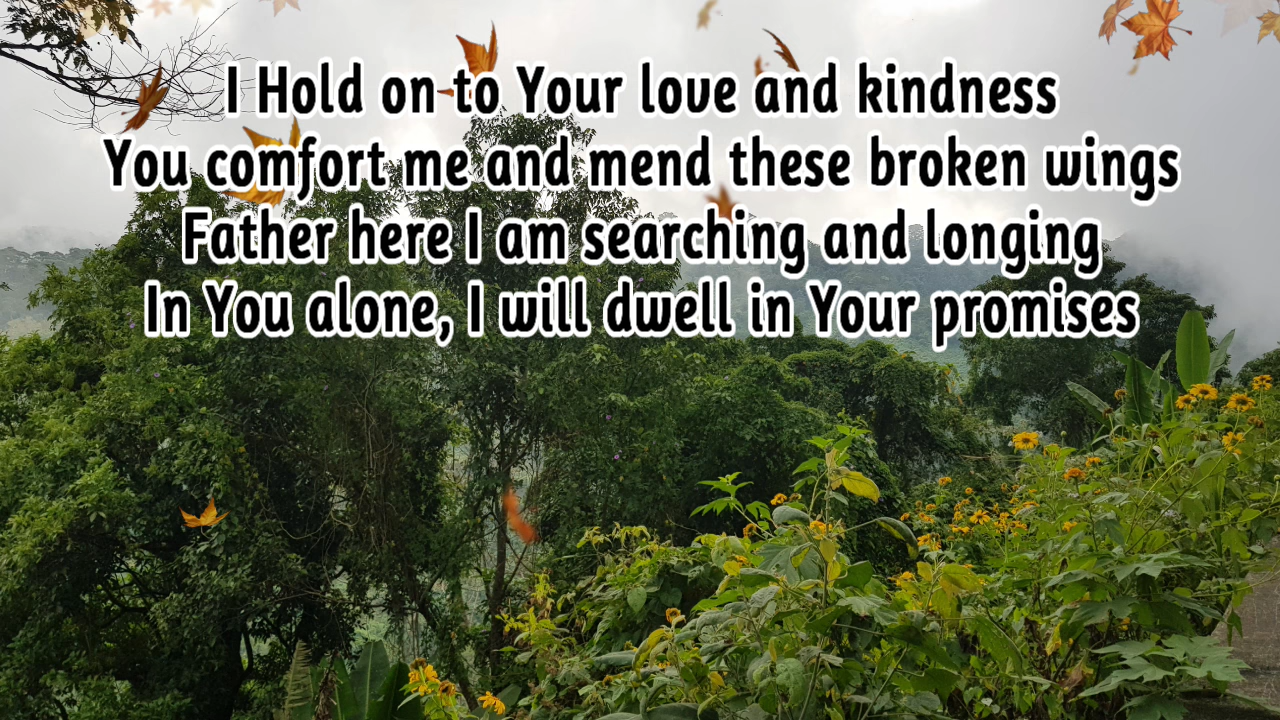 I Hold on to Your love and kindness
You comfort me and mend these broken wings
Father here I am searching and longing
In You alone, I will dwell in Your promises